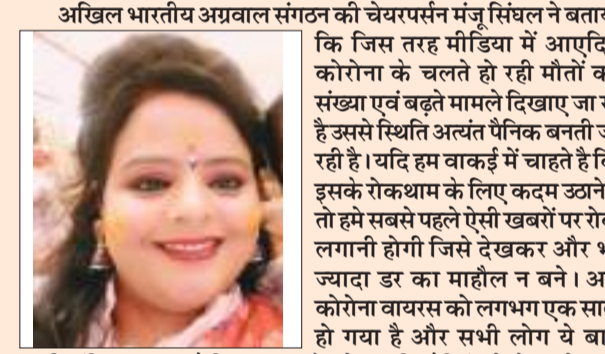 अखिल भारतीय अग्रवाल संगठन की चेयरपर्सन मंजू सिंघल ने बताया
कि जिस तरह मीडिया में आएदि
कोरोना के चलते हो रही मौतों क
संख्या एवं बढ़ते मामले दिखाए जा
है उससे स्थिति अत्यंत पैनिक बनती ज
रही है। यदि हम वाकई में चाहते है
इसके रोकथाम के लिए कदम उठाने
तो हमे सबसे पहले ऐसी खबरों पर रो
लगानी होगी जिसे देखकर और भ
ज्यादा डर का माहौल न बने। अ
कोरोना वायरस को लगभग एक सा
हो गया है और सभी लोग ये बा